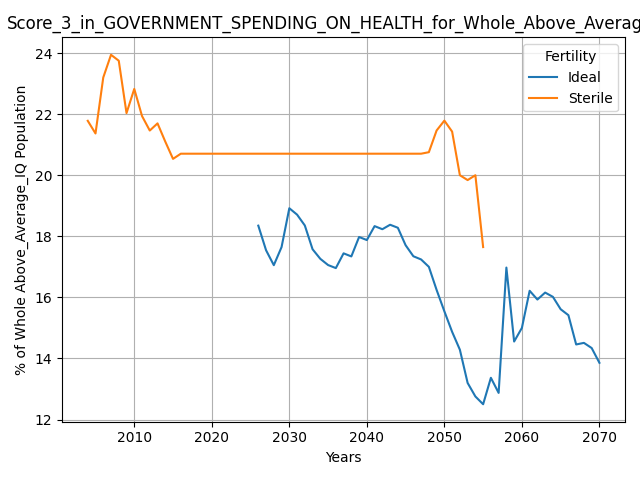 Score_3_in_GOVERNMENT_SPENDING_ON_HEALTH_for_Whole_Above_Averag
Fertility
Ideal
Sterile
% of Whole Above_Average_IQ Population
24
22
20
18
16
14
12
2010
2020
2030
2040
2050
2060
2070
Years